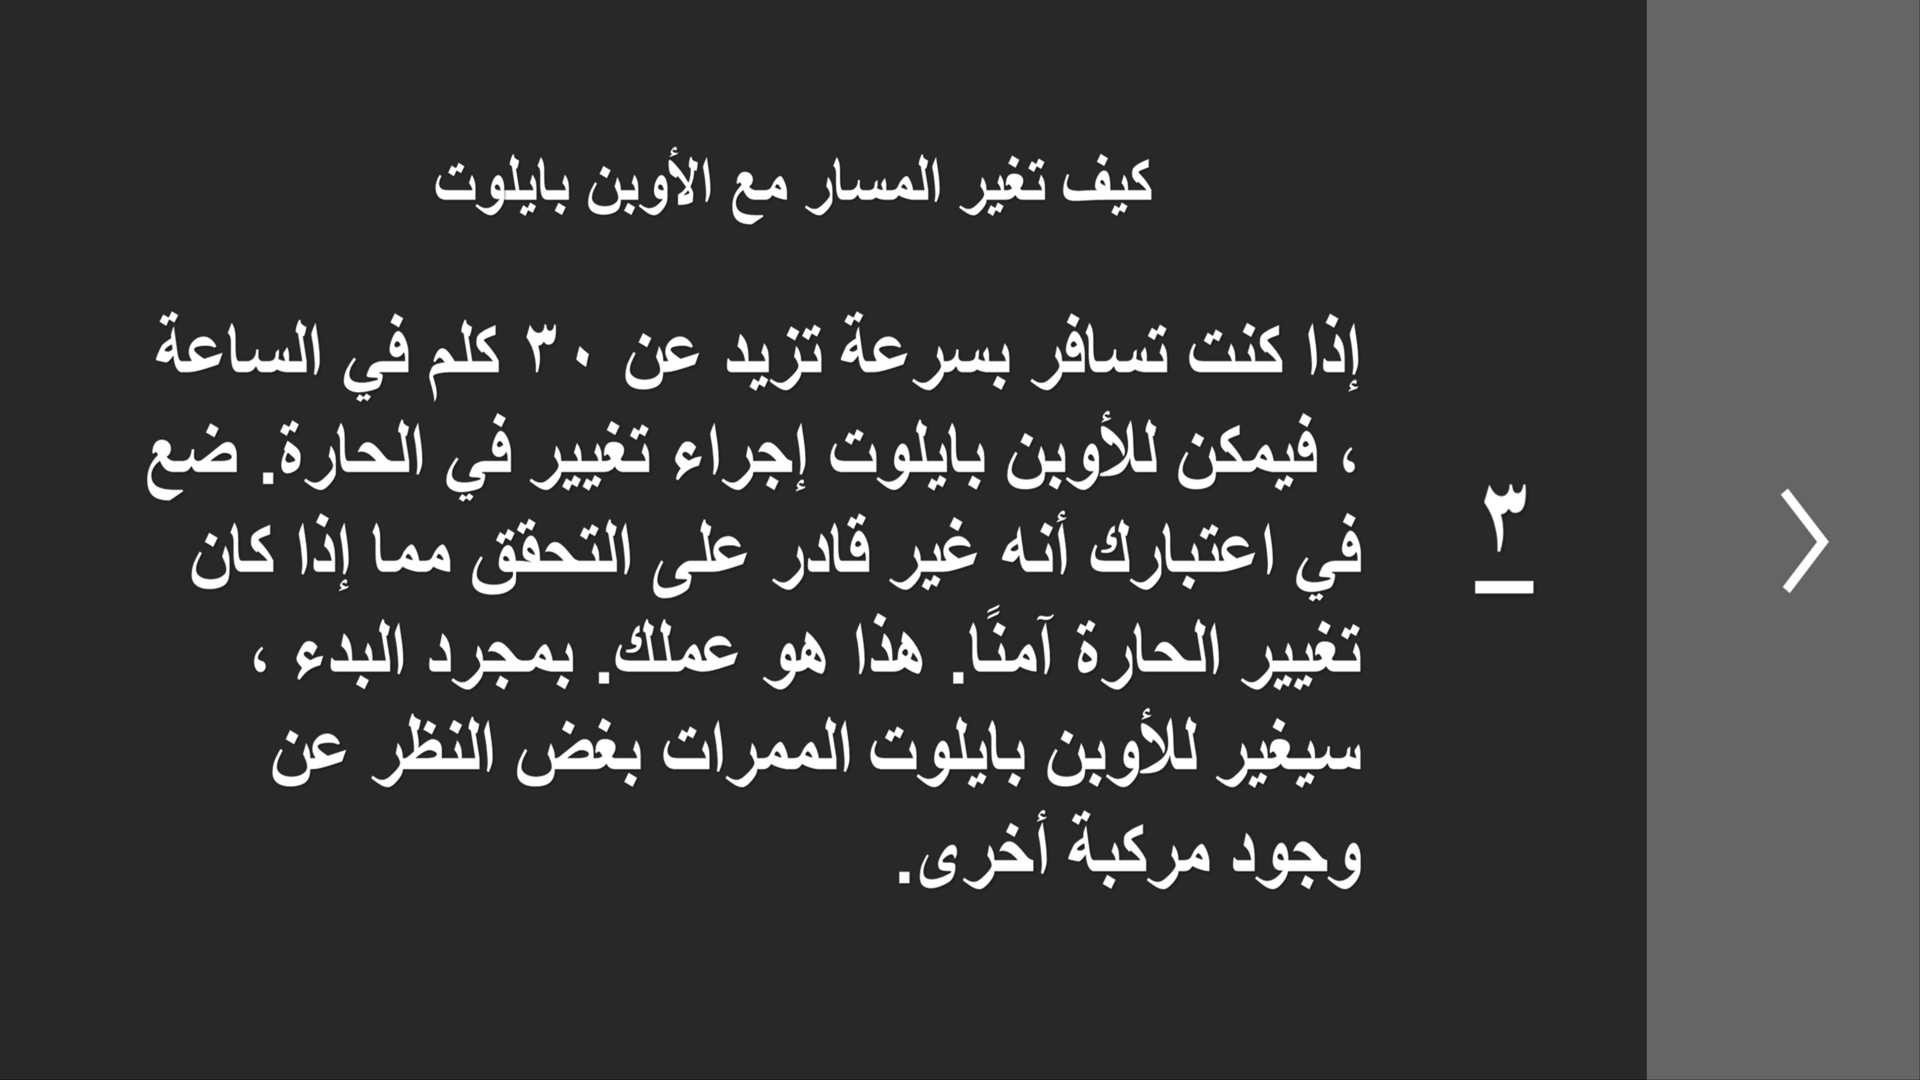 كيف تغير المسار مع الأوبن بايلوت
إذا كنت تسافر بسرعة تزيد عن ٣٠ كلم في الساعة
، فيمكن للأوبن بايلوت إجراء تغيير في الحارة. ضع
في اعتبارك أنه غير قادر على التحقق مما إذا كان
تغيير الحارة آمنًا. هذا هو عملك. بمجرد البدء ،
سيغير للأوبن بايلوت الممرات بغض النظر عن
وجود مركبة أخرى.
٣